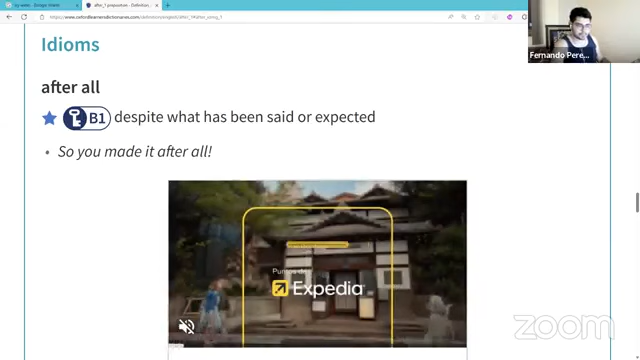 Idioms
after all
B1 despite what has been said or expected
So you made it after all!
Expedia
Fernando Pere...
zoom